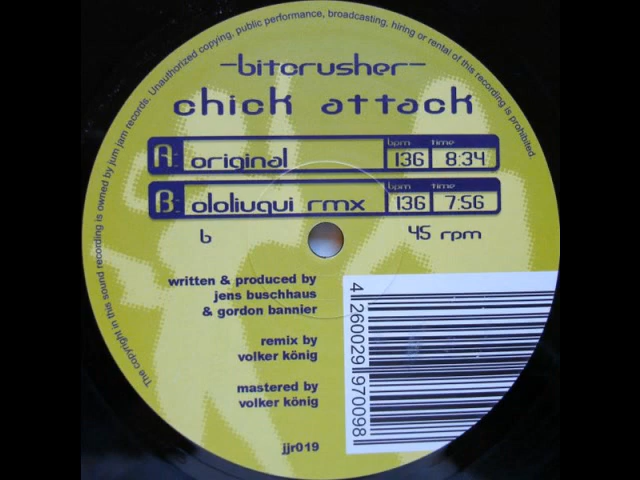 The copyright in this sound recording is owned by jum jam records. Unauthorized copying, public performance, broadcasting, hiring or rental of this recording is prohibited.
-bitcrusher-
chick attack
A: original bpm 136 time 8:34
B: ololiuqui rmx bpm 136 time 7:56
b 45 rpm
written & produced by
jens buschhaus
& gordon bannier
remix by
volker könig
mastered by
volker könig
jjr019
4 260029 970098